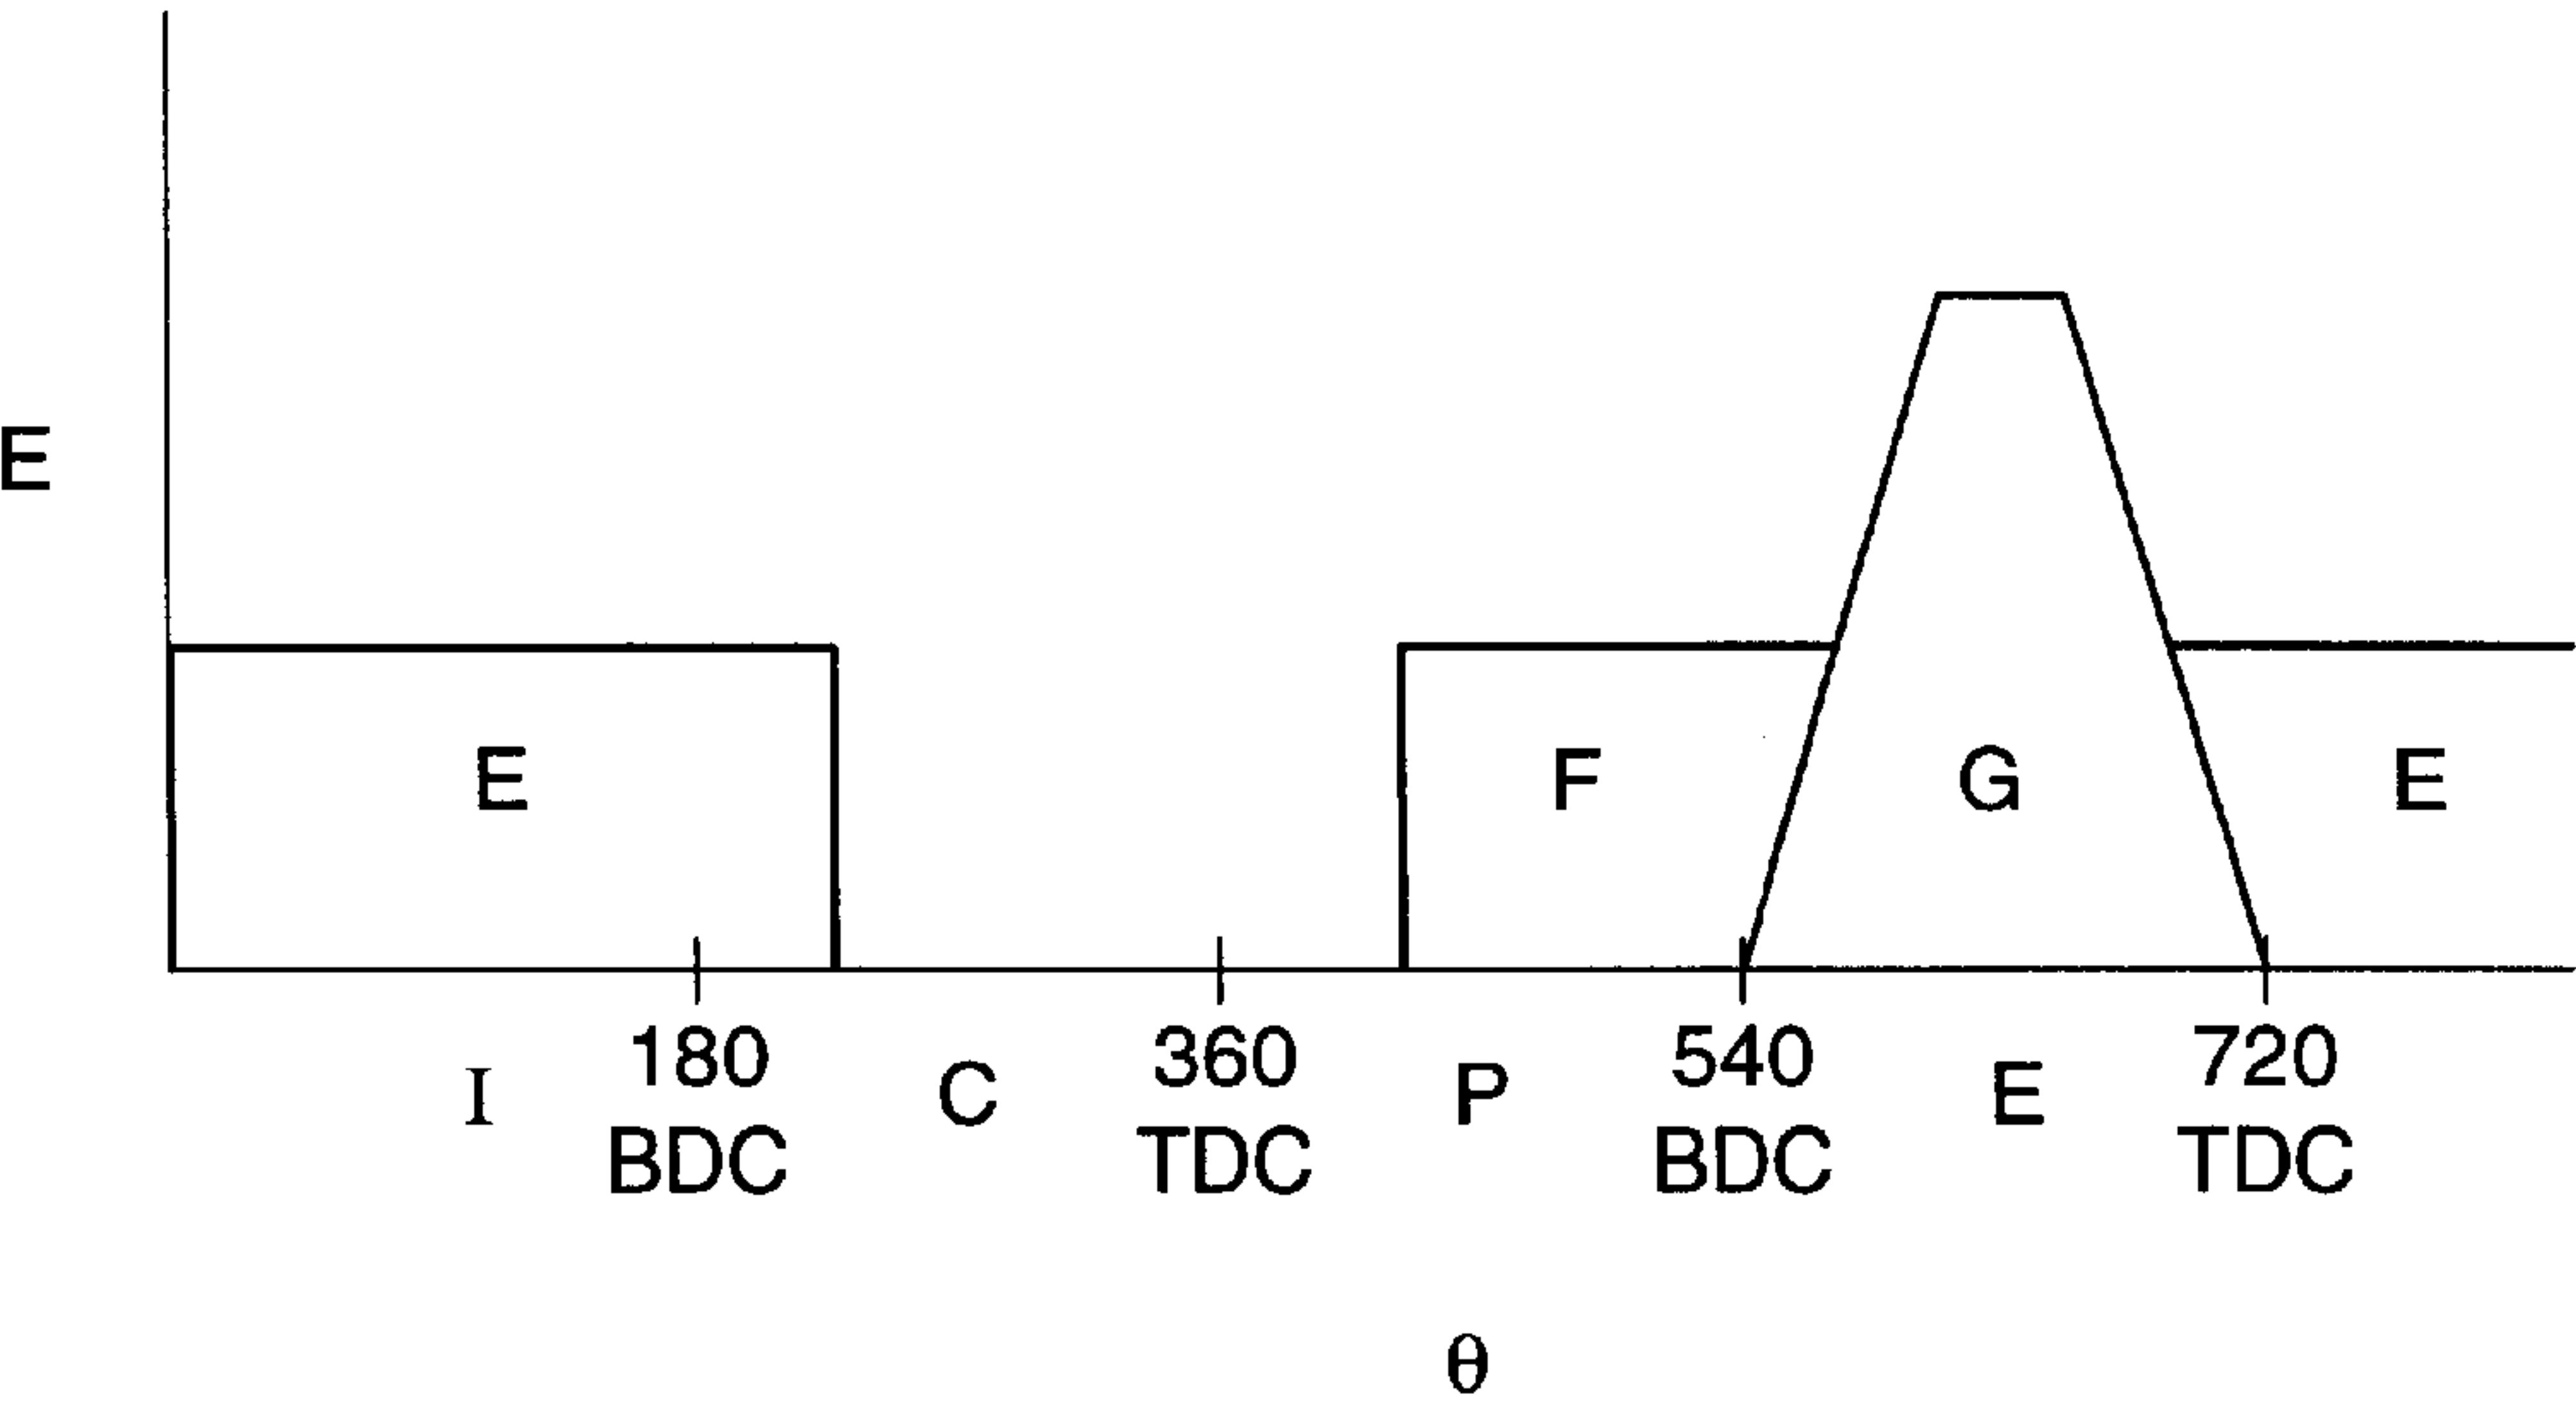 E
E F G E
180 360 540 720
I C P E
BDC TDC BDC TDC
θ